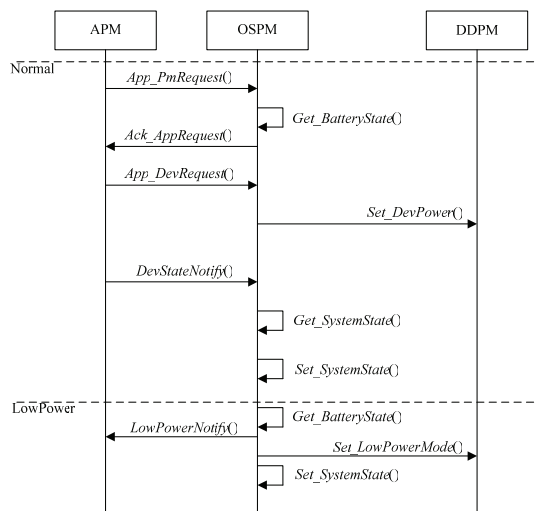 APM
OSPM
DDPM
Normal
App_PmRequest()
Get_BatteryState()
Ack_AppRequest()
App_DevRequest()
Set_DevPower()
DevStateNotify()
Get_SystemState()
Set_SystemState()
LowPower
Get_BatteryState()
LowPowerNotify()
Set_LowPowerMode()
Set_SystemState()